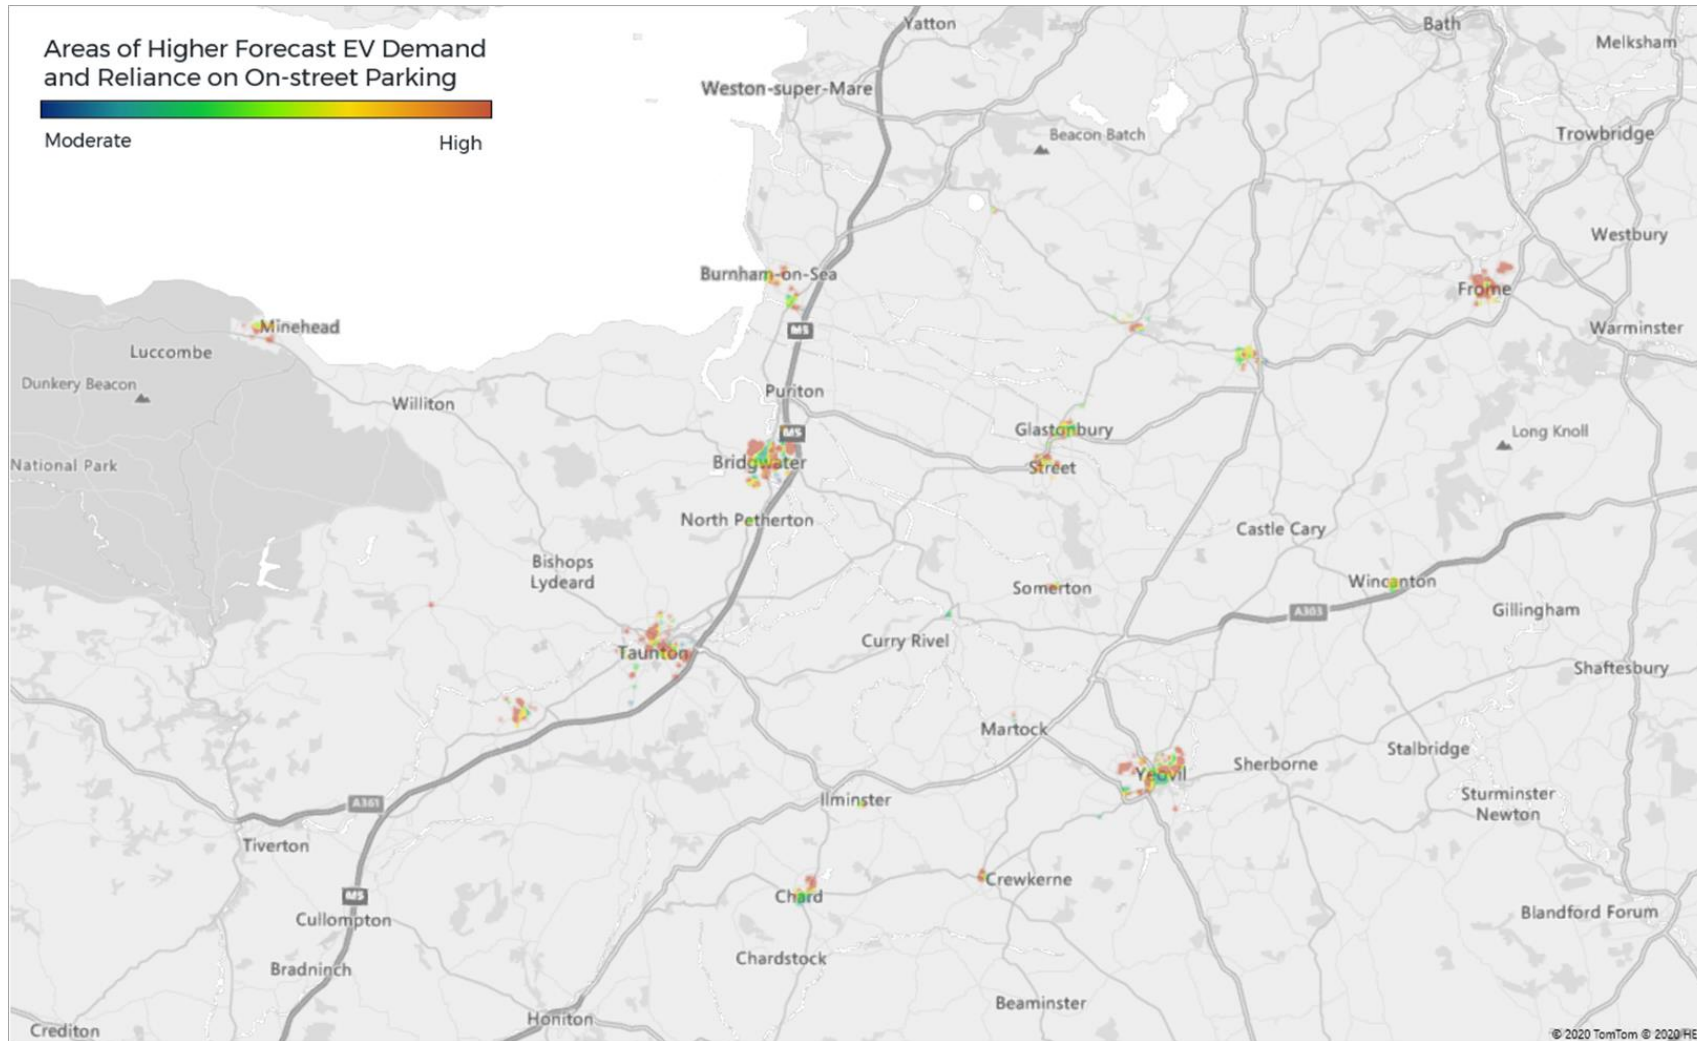 Areas of Higher Forecast EV Demand
and Reliance on On-street Parking
Moderate
High
Yatton
Bath
Melksham
Weston-super-Mare
Beacon Batch
Trowbridge
Westbury
Burnham-on-Sea
Frome
Minehead
M5
Warminster
Luccombe
Dunkery Beacon
Puriton
Williton
Glastonbury
M5
Long Knoll
National Park
Bridgwater
Street
North Petherton
Castle Cary
Bishops
Lydeard
Somerton
Wincanton
A303
Gillingham
Curry Rivel
Taunton
Shaftesbury
Martock
Stalbridge
Sherborne
Yeovil
Ilminster
Sturminster
Newton
A361
Tiverton
Crewkerne
M5
Chard
Cullompton
Blandford Forum
Chardstock
Bradninch
Beaminster
Honiton
Crediton
© 2020 TomTom © 2020 HE